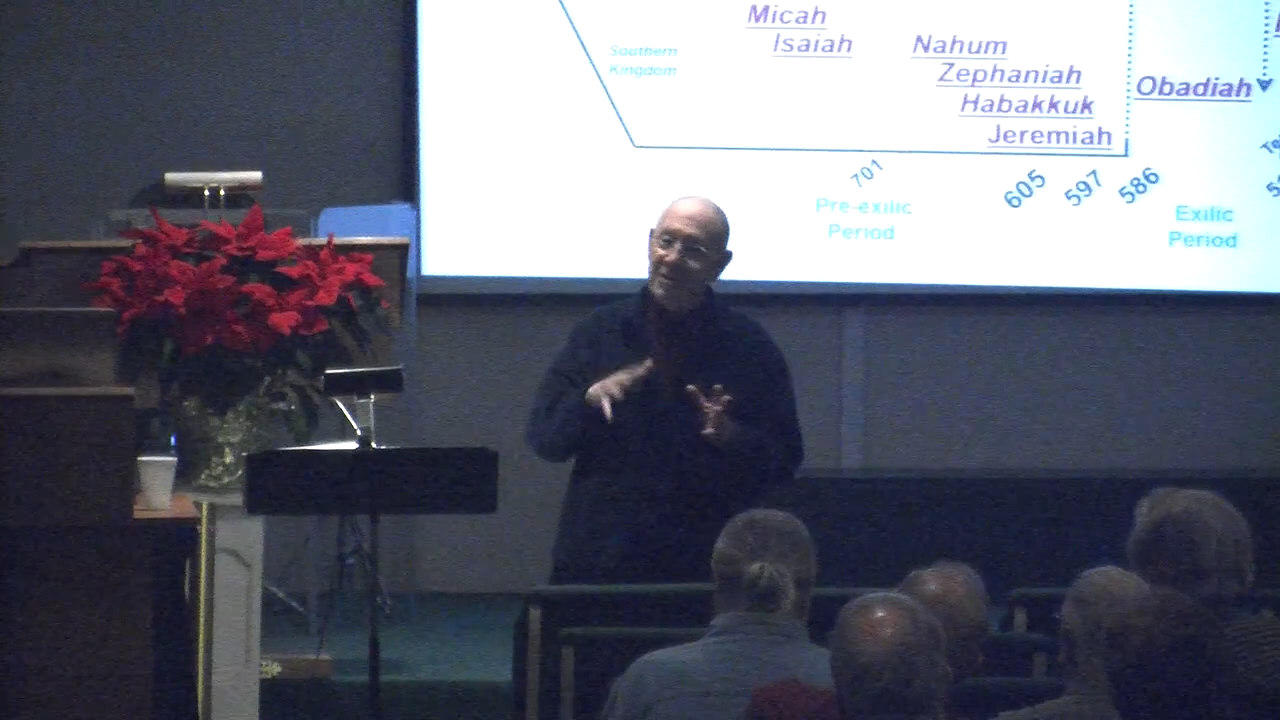 Micah
Isaiah
Southern
Kingdom
Nahum
Zephaniah
Habakkuk
Jeremiah
Obadiah
701
605
597
586
Pre-exilic
Period
Exilic
Period